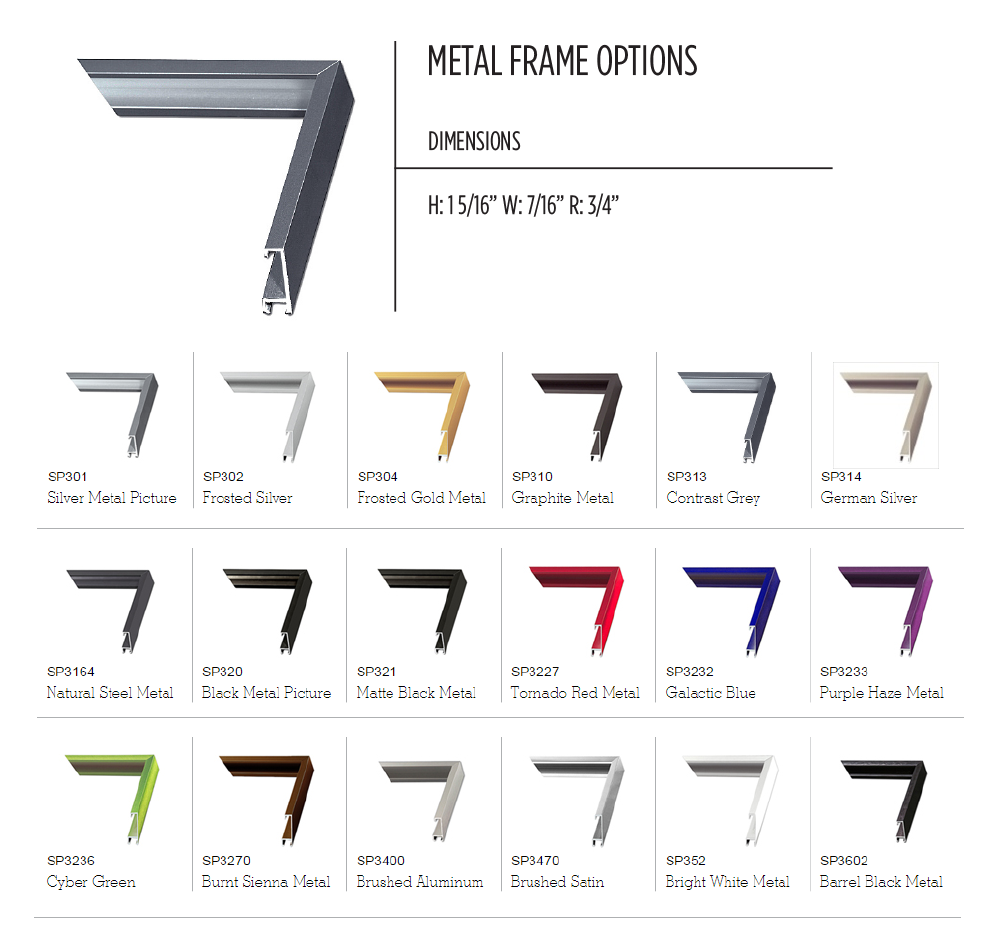 METAL FRAME OPTIONS
DIMENSIONS
H: 1 5/16” W: 7/16” R: 3/4”
SP301
Silver Metal Picture
SP302
Frosted Silver
SP304
Frosted Gold Metal
SP310
Graphite Metal
SP313
Contrast Grey
SP314
German Silver
SP3164
Natural Steel Metal
SP320
Black Metal Picture
SP321
Matte Black Metal
SP3227
Tornado Red Metal
SP3232
Galactic Blue
SP3233
Purple Haze Metal
SP3236
Cyber Green
SP3270
Burnt Sienna Metal
SP3400
Brushed Aluminum
SP3470
Brushed Satin
SP352
Bright White Metal
SP3602
Barrel Black Metal